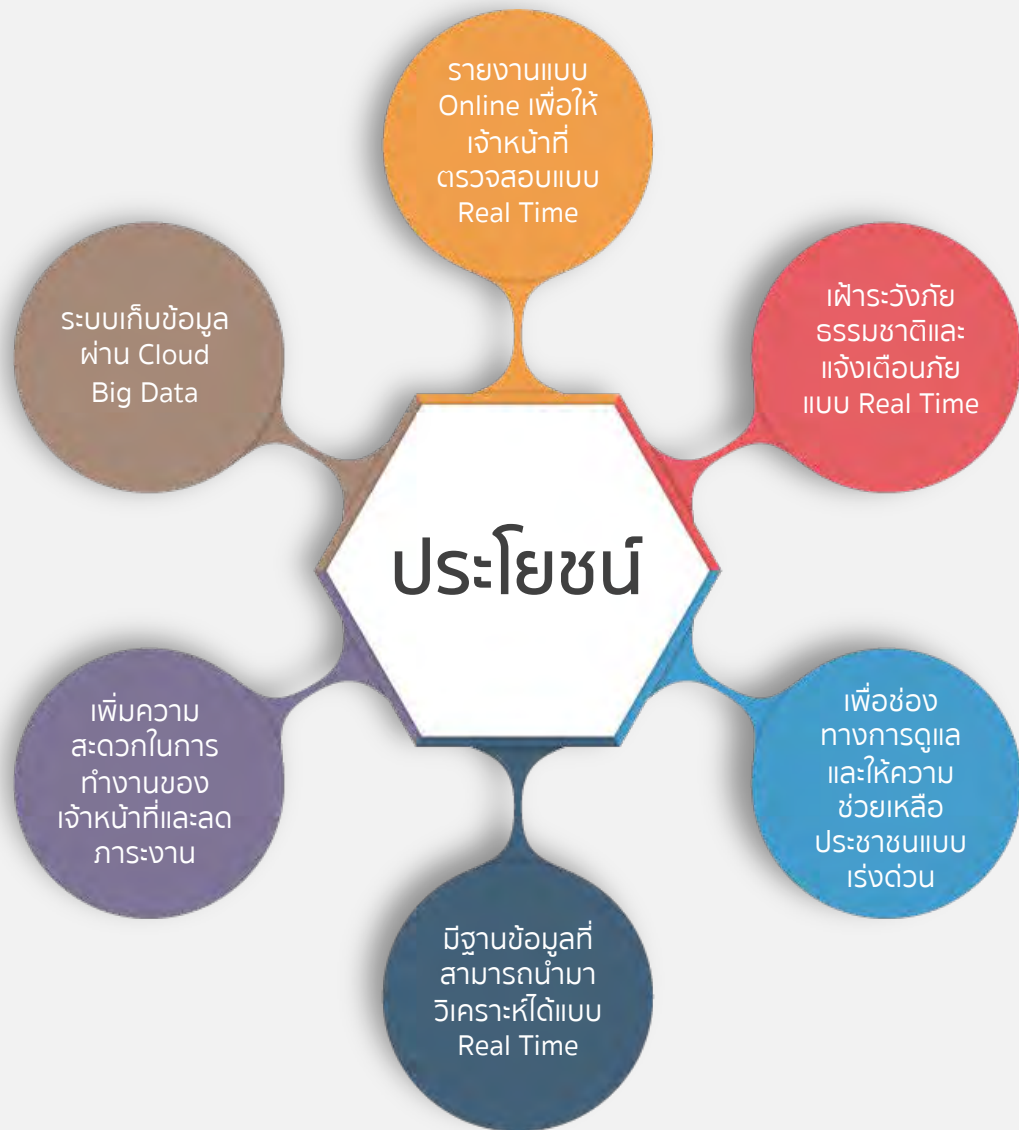 รายงานแบบ
Online เพื่อให้
เจ้าหน้าที่
ตรวจสอบแบบ
Real Time
ระบบเก็บข้อมูล
ผ่าน Cloud
Big Data
เฝ้าระวังภัย
ธรรมชาติและ
แจ้งเตือนภัย
แบบ Real Time
ประโยชน์
เพิ่มความ
สะดวกในการ
ทำงานของ
เจ้าหน้าที่และลด
ภาระงาน
เพื่อช่อง
ทางการดูแล
และให้ความ
ช่วยเหลือ
ประชาชนแบบ
เร่งด่วน
มีฐานข้อมูลที่
สามารถนำมา
วิเคราะห์ได้แบบ
Real Time